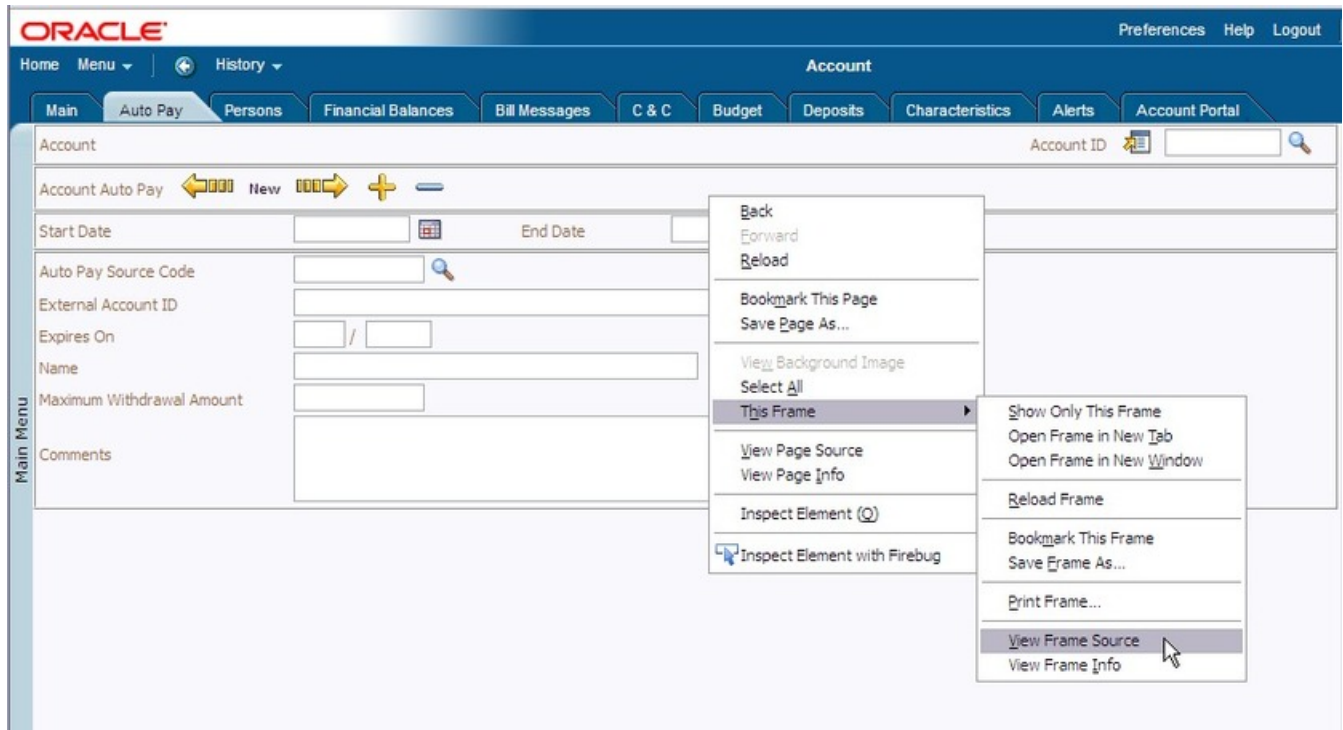 ORACLE
Preferences Help Logout
Home Menu History
Account
Main Auto Pay Persons Financial Balances Bill Messages C & C Budget Deposits Characteristics Alerts Account Portal
Account
Account ID
Account Auto Pay New
Start Date
End Date
Auto Pay Source Code
External Account ID
Expires On /
Name
Maximum Withdrawal Amount
Comments
Main Menu
Back
Forward
Reload
Bookmark This Page
Save Page As...
View Background Image
Select All
This Frame
View Page Source
View Page Info
Inspect Element (Q)
Inspect Element with Firebug
Show Only This Frame
Open Frame in New Tab
Open Frame in New Window
Reload Frame
Bookmark This Frame
Save Frame As...
Print Frame...
View Frame Source
View Frame Info